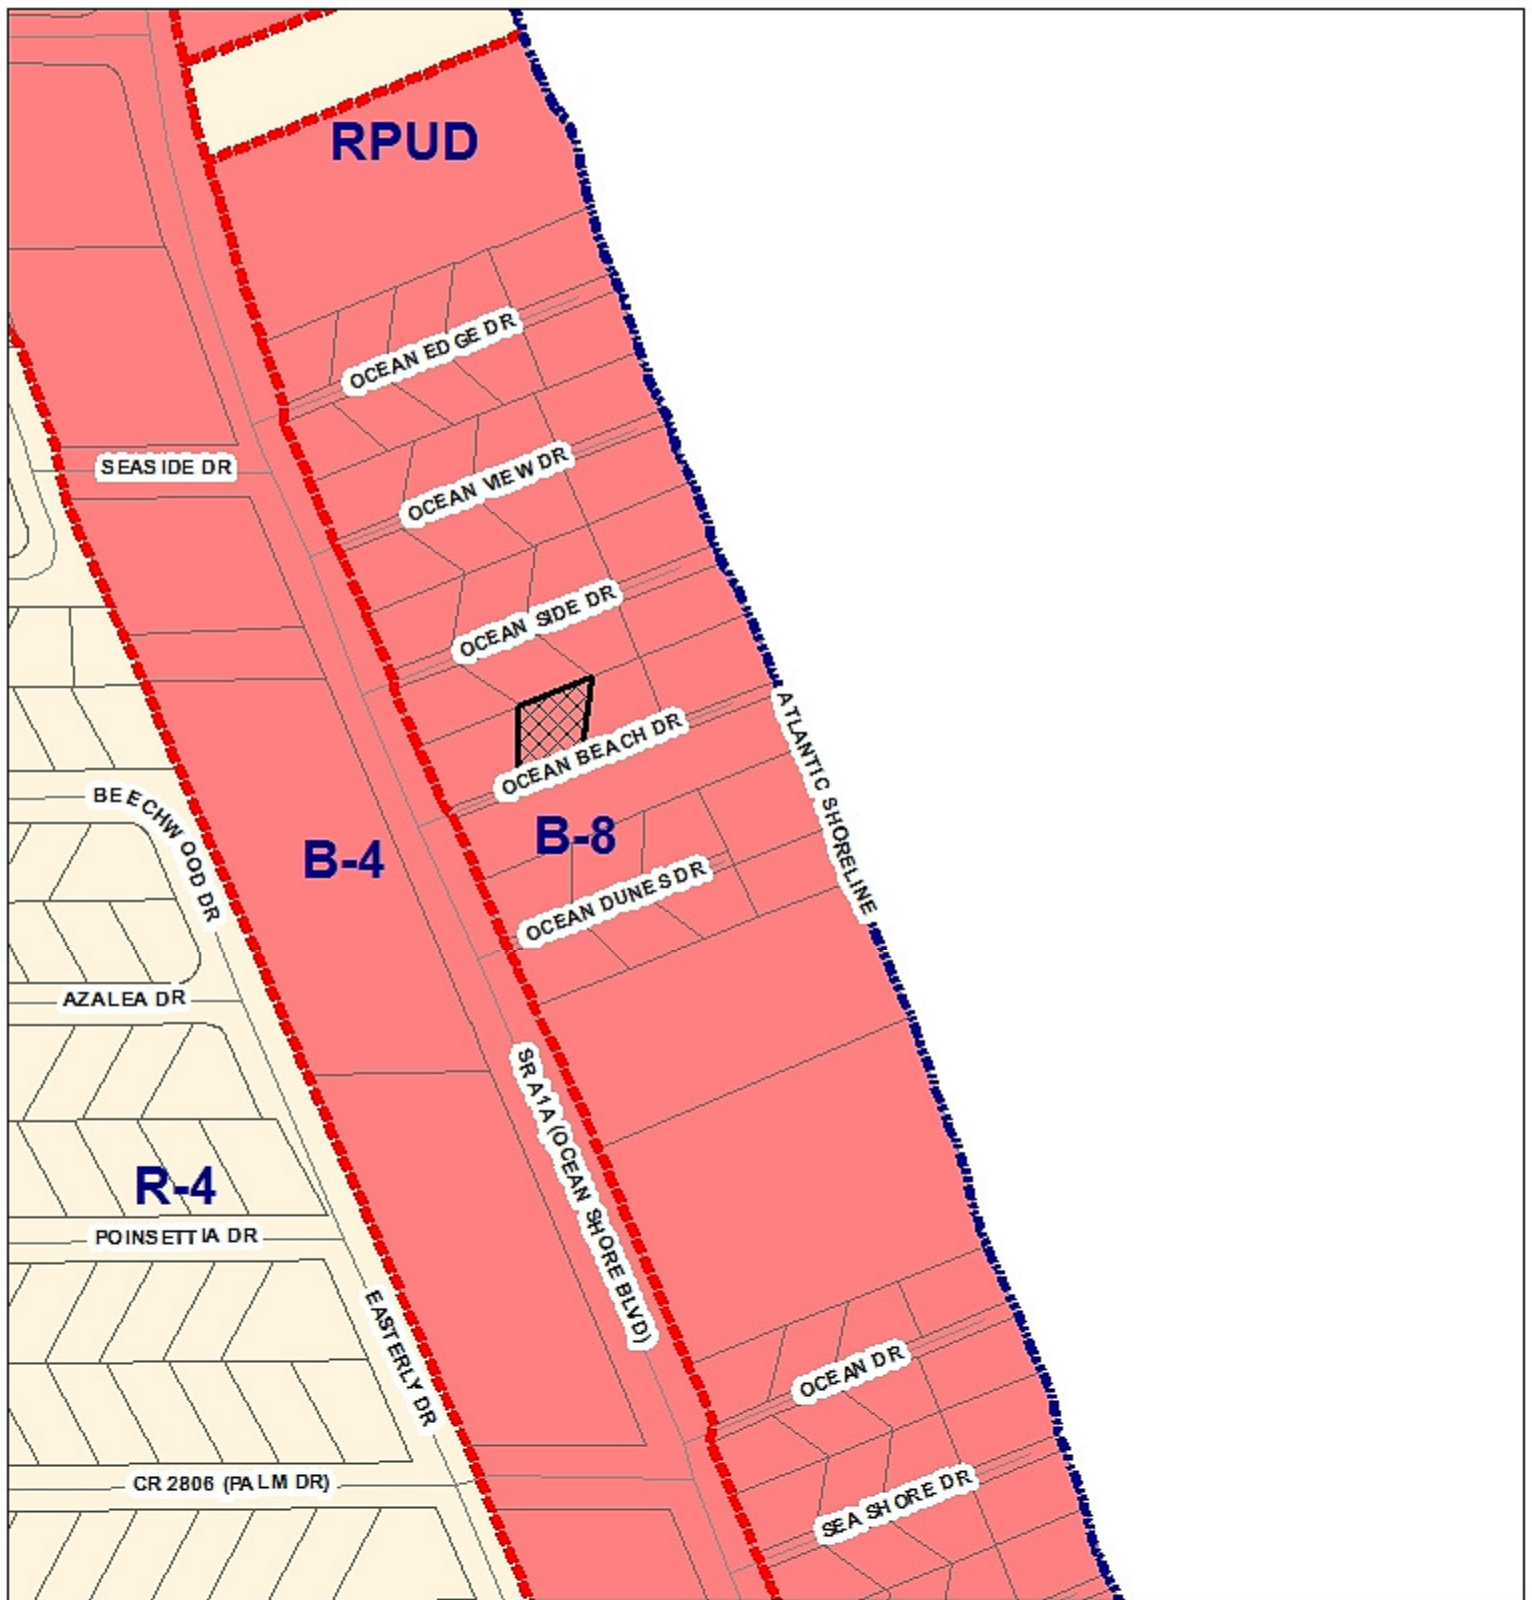 RPUD
OCEAN EDGE DR
SEASIDE DR
OCEAN VIEW DR
OCEAN SIDE DR
OCEAN BEACH DR
ATLANTIC SHORELINE
BEECHWOOD DR
B-4
B-8
OCEAN DUNES DR
AZALEA DR
SR A1A (OCEAN SHORE BLVD)
R-4
POINSETTIA DR
EASTERLY DR
OCEAN DR
CR 2806 (PALM DR)
SEA SHORE DR